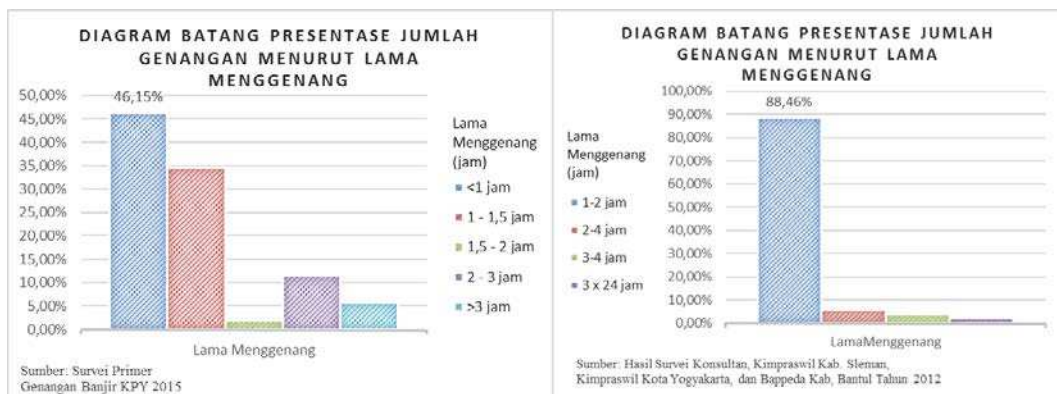 DIAGRAM BATANG PRESENTASE JUMLAH
GENANGAN MENURUT LAMA
MENGGENANG
50,00%
45,00%
40,00%
35,00%
30,00%
25,00%
20,00%
15,00%
10,00%
5,00%
0,00%
46,15%
Lama Menggenang
Lama
Menggenang
(jam)
<1 jam
1 - 1,5 jam
1,5 - 2 jam
2 - 3 jam
>3 jam
Sumber: Survei Primer
Genangan Banjir KPY 2015
DIAGRAM BATANG PRESENTASE JUMLAH
GENANGAN MENURUT LAMA
MENGGENANG
100,00%
90,00%
80,00%
70,00%
60,00%
50,00%
40,00%
30,00%
20,00%
10,00%
0,00%
88,46%
LamaMenggenang
Lama
Menggenang
(jam)
1-2 jam
2-4 jam
3-4 jam
3 x 24 jam
Sumber: Hasil Survei Konsultan, Kimpraswil Kab. Sleman,
Kimpraswil Kota Yogyakarta, dan Bappeda Kab, Bantul Tahun 2012